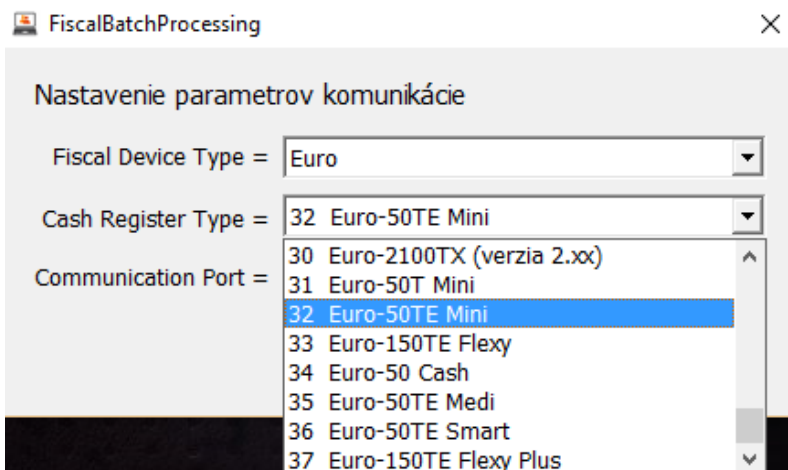 FiscalBatchProcessing
Nastavenie parametrov komunikácie
Fiscal Device Type = Euro
Cash Register Type = 32 Euro-50TE Mini
Communication Port =
30 Euro-2100TX (verzia 2.xx)
31 Euro-50T Mini
32 Euro-50TE Mini
33 Euro-150TE Flexy
34 Euro-50 Cash
35 Euro-50TE Medi
36 Euro-50TE Smart
37 Euro-150TE Flexy Plus